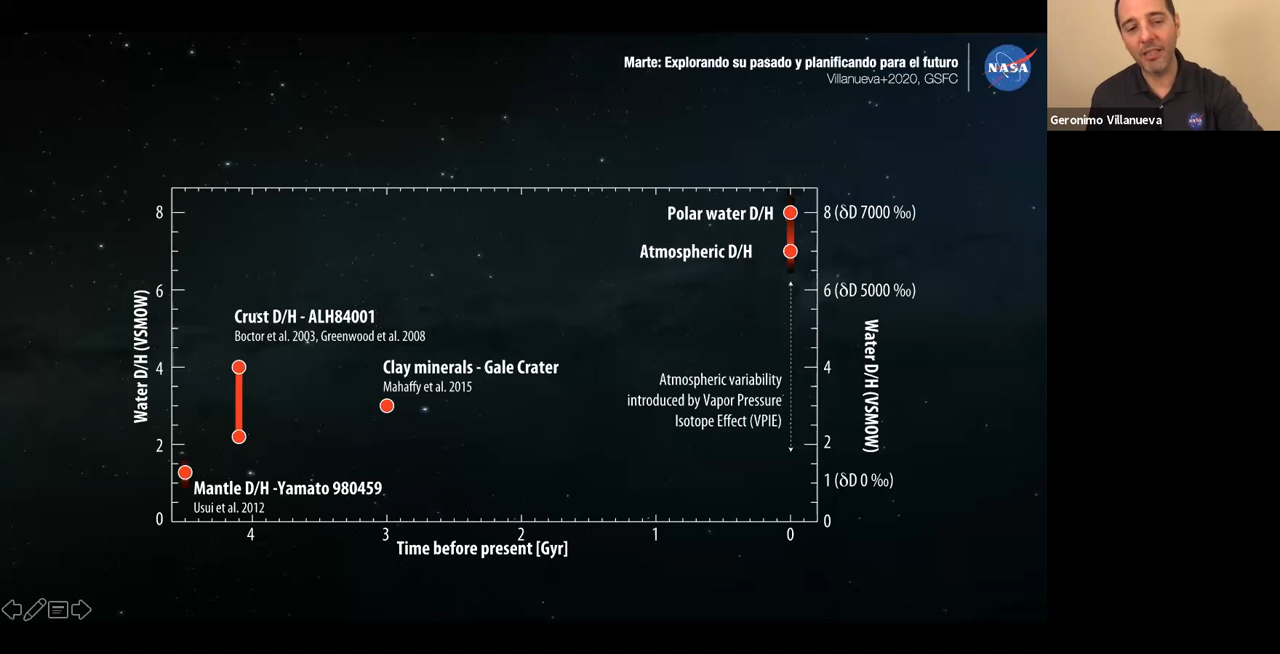 Marte: Explorando su pasado y planificando para el futuro
Villanueva+2020, GSFC
NASA
Geronimo Villanueva
NASA
Polar water D/H
Atmospheric D/H
Crust D/H - ALH84001
Boctor et al. 2003, Greenwood et al. 2008
Clay minerals - Gale Crater
Mahaffy et al. 2015
Atmospheric variability
introduced by Vapor Pressure
Isotope Effect (VPIE)
Mantle D/H -Yamato 980459
Usui et al. 2012
Water D/H (VSMOW)
8
6
4
2
0
8 (δD 7000 ‰)
6 (δD 5000 ‰)
4
2
1 (δD 0 ‰)
0
Water D/H (VSMOW)
4
3
2
1
0
Time before present [Gyr]